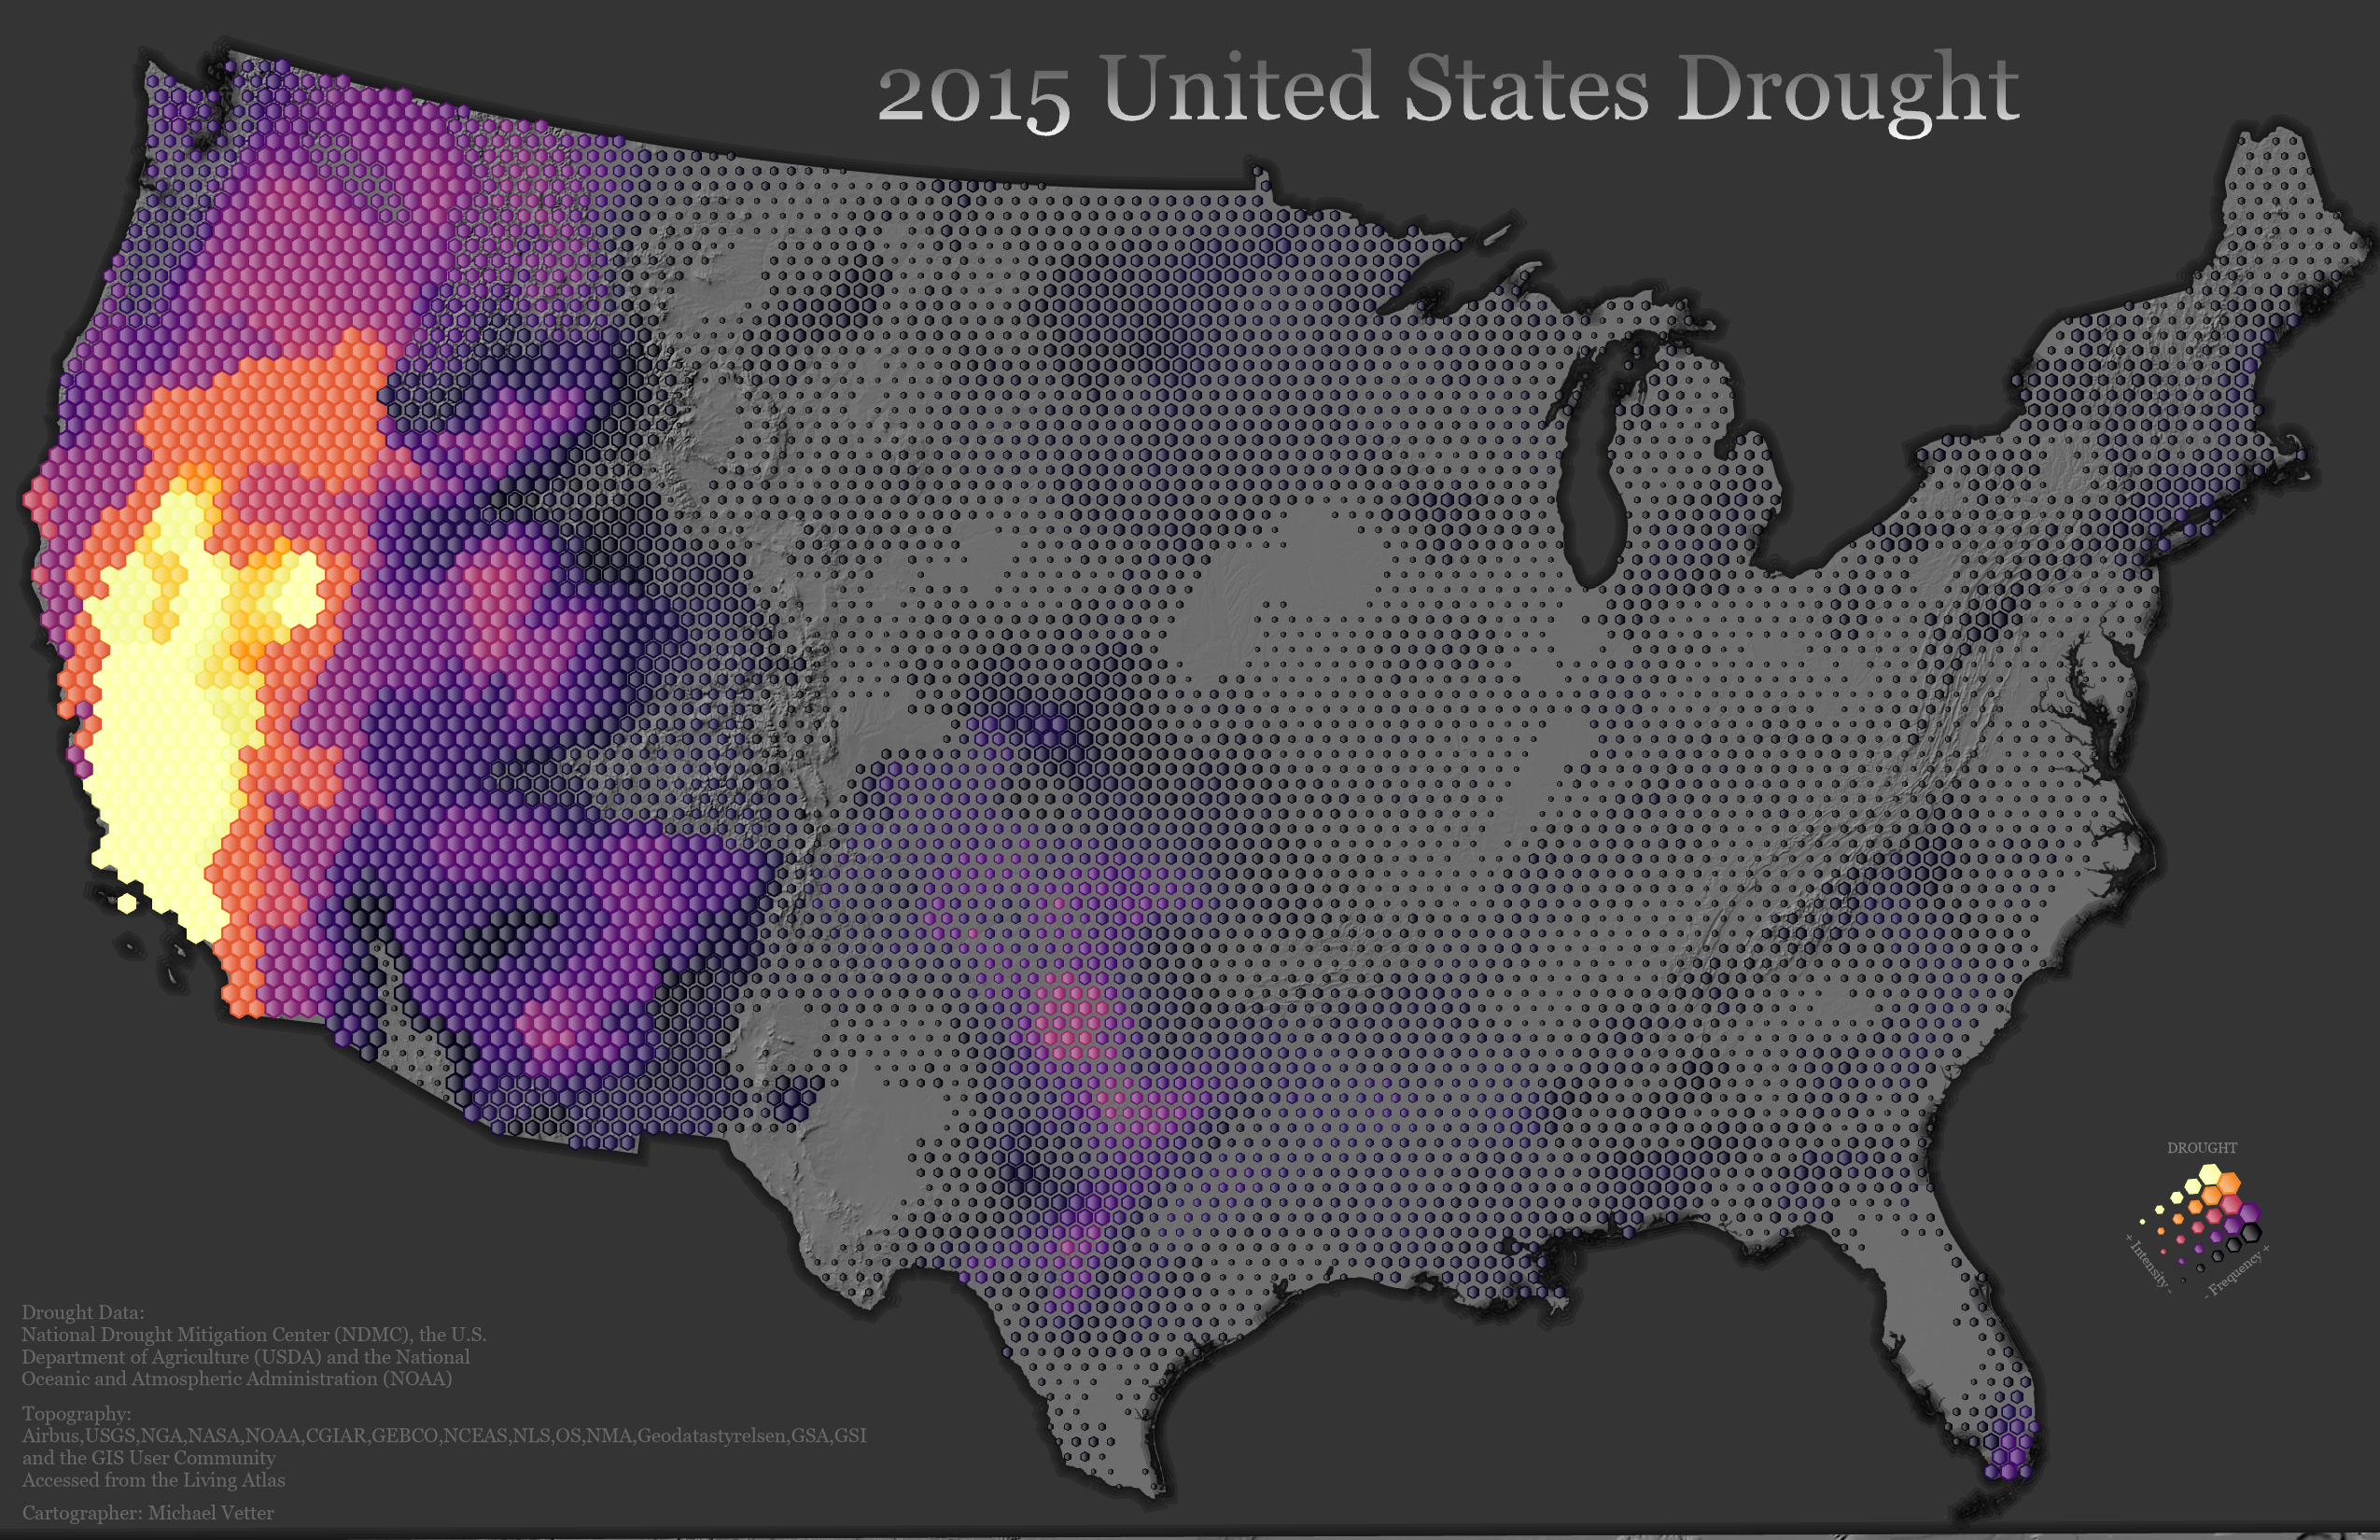 2015 United States Drought
DROUGHT
+ Intensity -
- Frequency +
Drought Data:
National Drought Mitigation Center (NDMC), the U.S.
Department of Agriculture (USDA) and the National
Oceanic and Atmospheric Administration (NOAA)
Topography:
Airbus,USGS,NGA,NASA,NOAA,CGIAR,GEBCO,NCEAS,NLS,OS,NMA,Geodatastyrelsen,GSA,GSI
and the GIS User Community
Accessed from the Living Atlas
Cartographer: Michael Vetter